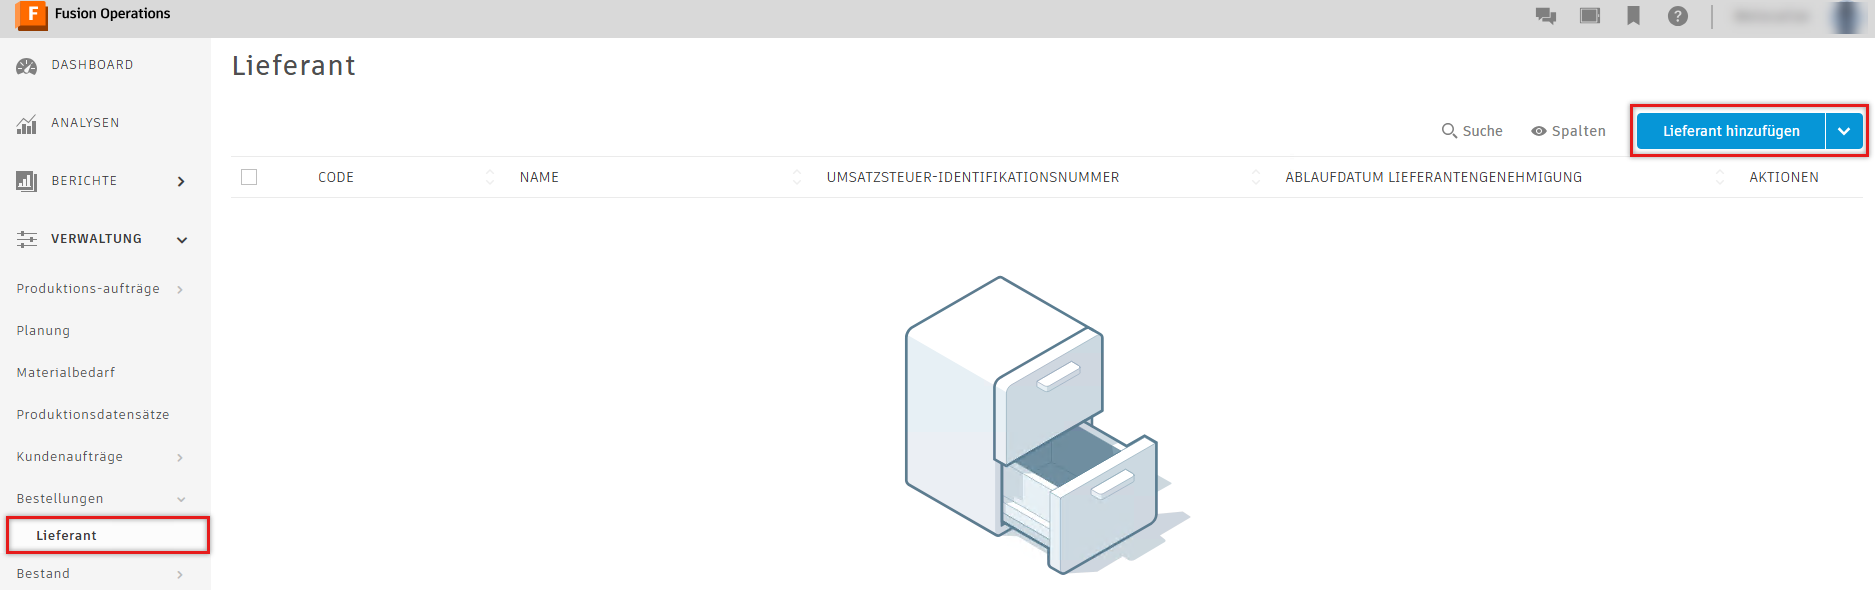 F Fusion Operations
?
DASHBOARD
ANALYSEN
BERICHTE
VERWALTUNG
Produktions-aufträge
Planung
Materialbedarf
Produktionsdatensätze
Kundenaufträge
Bestellungen
Lieferant
Bestand
Lieferant
Suche Spalten Lieferant hinzufügen
CODE NAME UMSATZSTEUER-IDENTIFIKATIONSNUMMER ABLAUFDATUM LIEFERANTENGENEHMIGUNG AKTIONEN